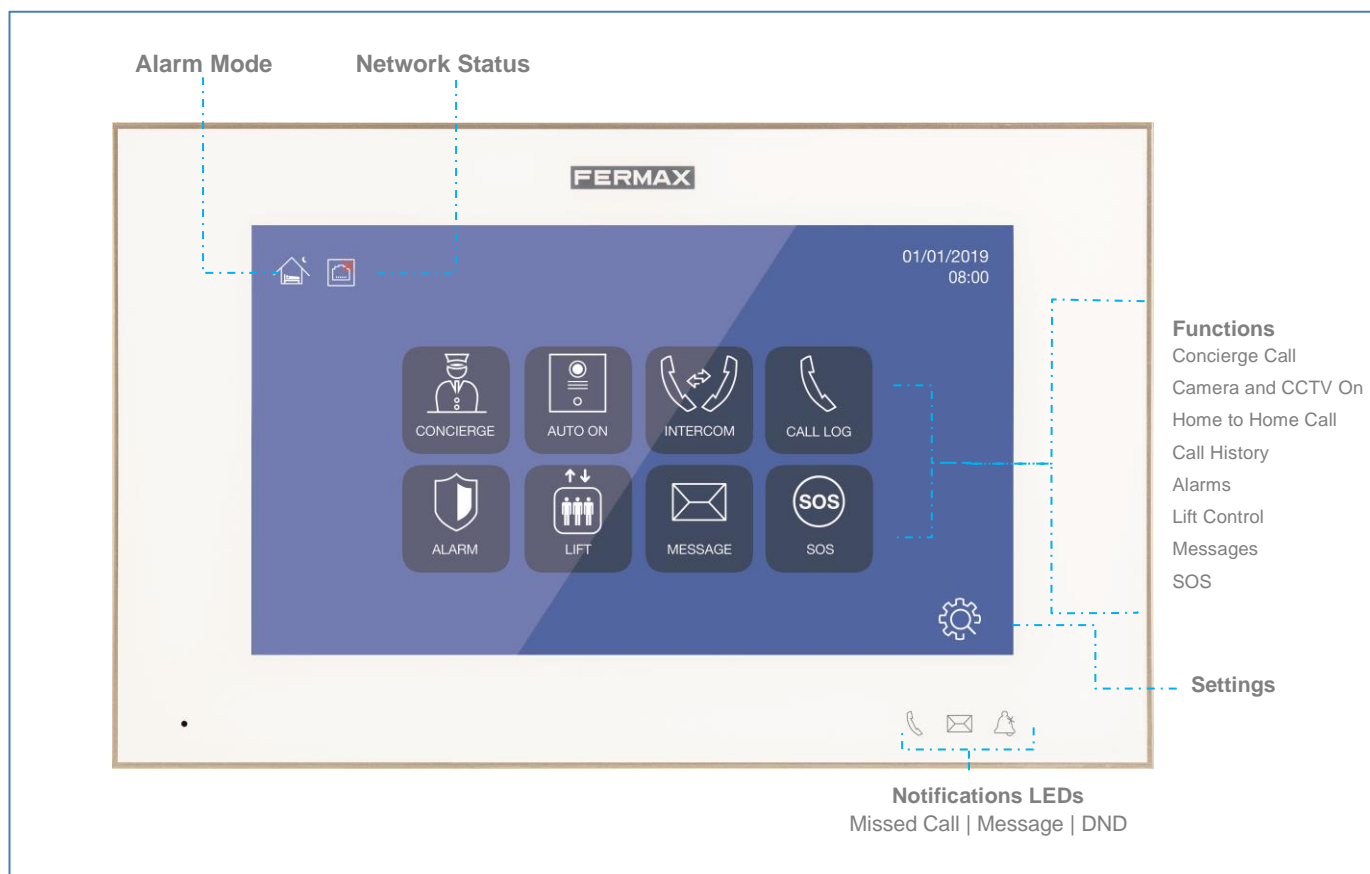 Alarm Mode
Network Status
FERMAX
01/01/2019
08:00
CONCIERGE
AUTO ON
INTERCOM
CALL LOG
ALARM
LIFT
MESSAGE
SOS
SOS
Functions
Concierge Call
Camera and CCTV On
Home to Home Call
Call History
Alarms
Lift Control
Messages
SOS
Settings
Notifications LEDs
Missed Call | Message | DND